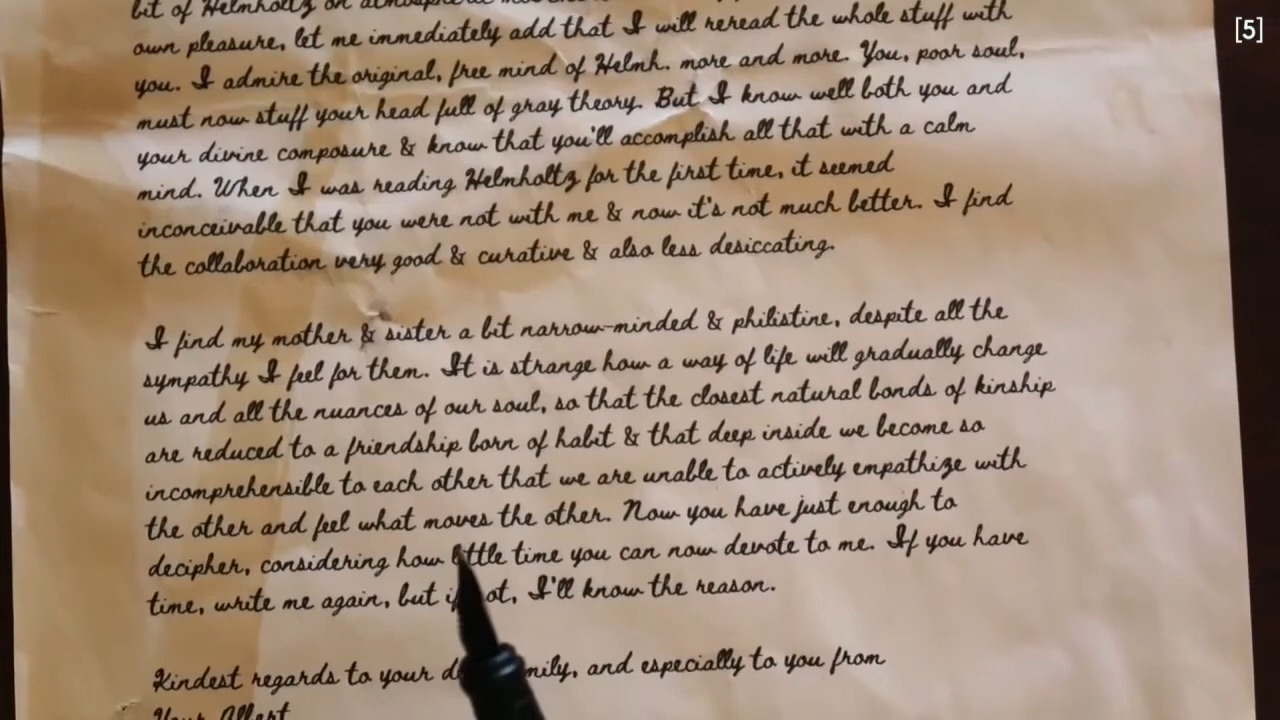 bit of Helmholtz on atmospheric
own pleasure, let me immediately add that I will reread the whole stuff with
you. I admire the original, free mind of Helmh. more and more. You, poor soul,
must now stuff your head full of gray theory. But I know well both you and
your divine composure & know that you'll accomplish all that with a calm
mind. When I was reading Helmholtz for the first time, it seemed
inconceivable that you were not with me & now it's not much better. I find
the collaboration very good & curative & also less desiccating.
I find my mother & sister a bit narrow-minded & philistine, despite all the
sympathy I feel for them. It is strange how a way of life will gradually change
us and all the nuances of our soul, so that the closest natural bonds of kinship
are reduced to a friendship born of habit & that deep inside we become so
incomprehensible to each other that we are unable to actively empathize with
the other and feel what moves the other. Now you have just enough to
decipher, considering how little time you can now devote to me. If you have
time, write me again, but if not, I'll know the reason.
Kindest regards to your family, and especially to you from
Your Albert
[5]